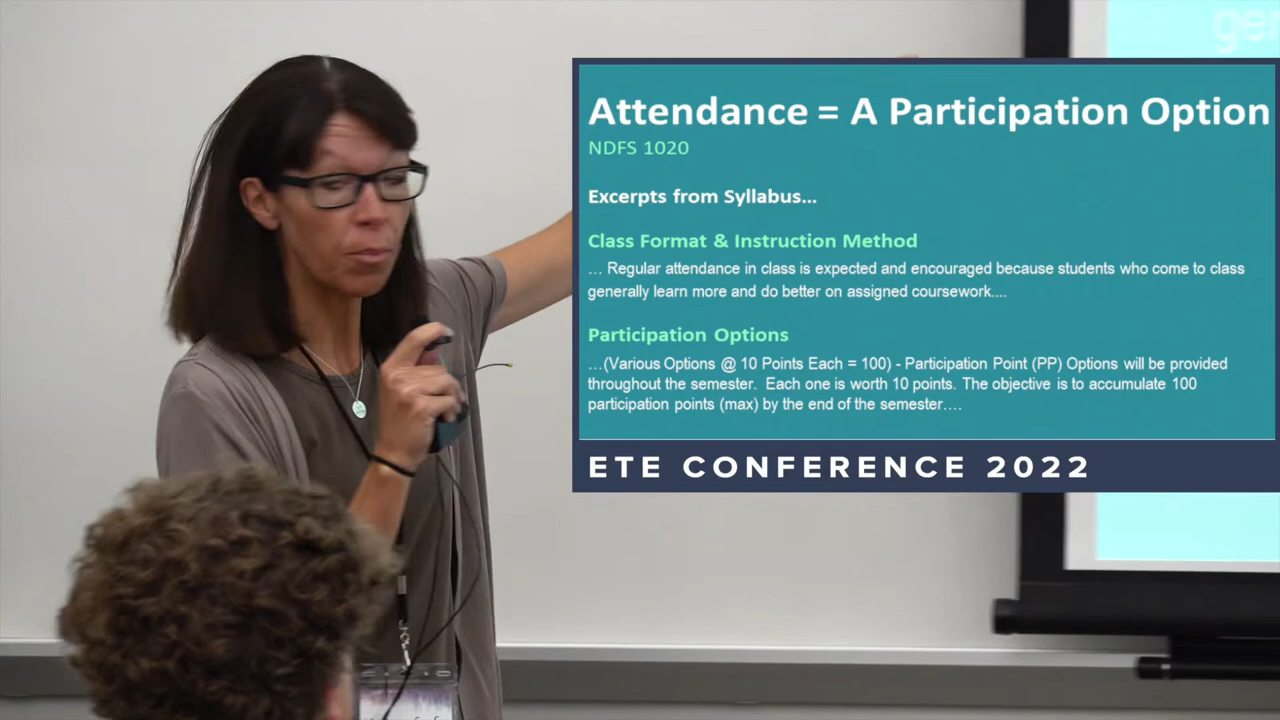 ger
Attendance = A Participation Option
NDFS 1020
Excerpts from Syllabus...
Class Format & Instruction Method
… Regular attendance in class is expected and encouraged because students who come to class
generally learn more and do better on assigned coursework....
Participation Options
…(Various Options @ 10 Points Each = 100) - Participation Point (PP) Options will be provided
throughout the semester. Each one is worth 10 points. The objective is to accumulate 100
participation points (max) by the end of the semester….
ETE CONFERENCE 2022